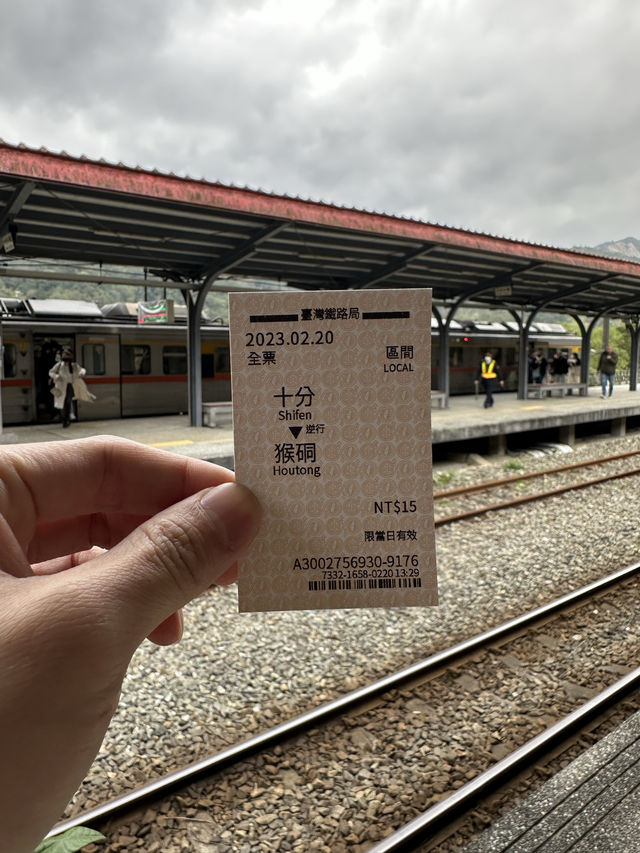 臺灣鐵路局
2023.02.20
全票
區間
LOCAL
十分
Shifen
▼逆行
猴硐
Houtong
NT$15
限當日有效
A3002756930-9176
7332-1658-0220 13:29